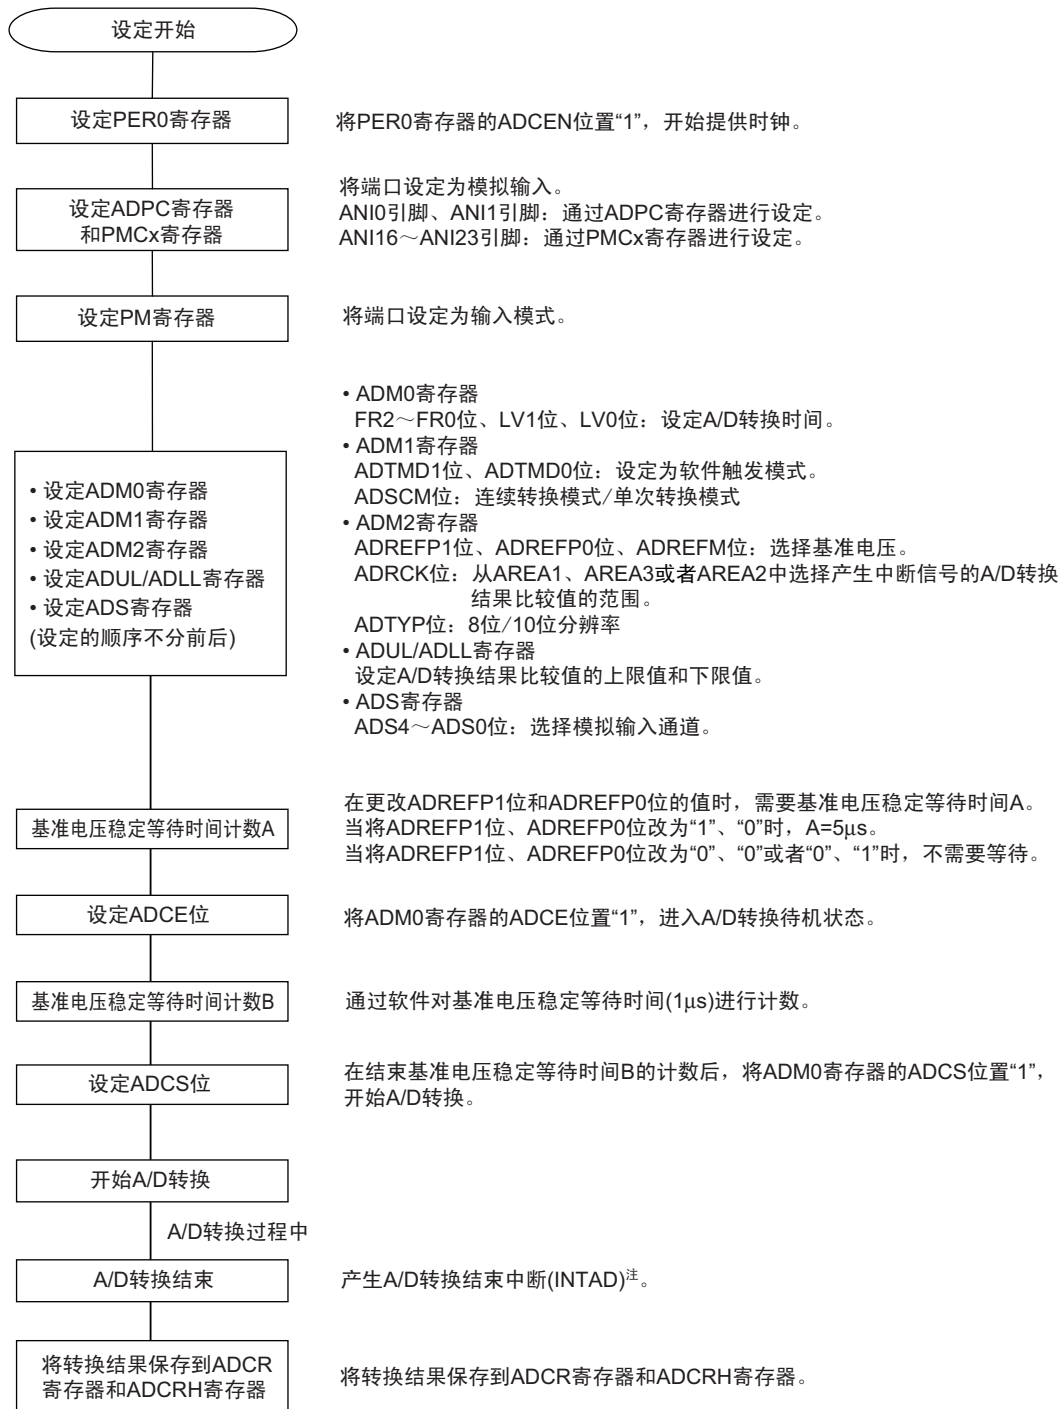 设定开始
设定PER0寄存器
将PER0寄存器的ADCEN位置“1”，开始提供时钟。
设定ADPC寄存器
和PMCx寄存器
将端口设定为模拟输入。
ANI0引脚、ANI1引脚：通过ADPC寄存器进行设定。
ANI16～ANI23引脚：通过PMCx寄存器进行设定。
设定PM寄存器
将端口设定为输入模式。
• 设定ADM0寄存器
• 设定ADM1寄存器
• 设定ADM2寄存器
• 设定ADUL/ADLL寄存器
• 设定ADS寄存器
(设定的顺序不分前后)
• ADM0寄存器
FR2～FR0位、LV1位、LV0位：设定A/D转换时间。
• ADM1寄存器
ADTMD1位、ADTMD0位：设定为软件触发模式。
ADSCM位：连续转换模式/单次转换模式
• ADM2寄存器
ADREFP1位、ADREFP0位、ADREFM位：选择基准电压。
ADRCK位：从AREA1、AREA3或者AREA2中选择产生中断信号的A/D转换
结果比较值的范围。
ADTYP位：8位/10位分辨率
• ADUL/ADLL寄存器
设定A/D转换结果比较值的上限值和下限值。
• ADS寄存器
ADS4～ADS0位：选择模拟输入通道。
基准电压稳定等待时间计数A
在更改ADREFP1位和ADREFP0位的值时，需要基准电压稳定等待时间A。
当将ADREFP1位、ADREFP0位改为“1”、“0”时，A=5μs。
当将ADREFP1位、ADREFP0位改为“0”、“0”或者“0”、“1”时，不需要等待。
设定ADCE位
将ADM0寄存器的ADCE位置“1”，进入A/D转换待机状态。
基准电压稳定等待时间计数B
通过软件对基准电压稳定等待时间(1μs)进行计数。
设定ADCS位
在结束基准电压稳定等待时间B的计数后，将ADM0寄存器的ADCS位置“1”，
开始A/D转换。
开始A/D转换
A/D转换过程中
A/D转换结束
产生A/D转换结束中断(INTAD)注。
将转换结果保存到ADCR
寄存器和ADCRH寄存器
将转换结果保存到ADCR寄存器和ADCRH寄存器。